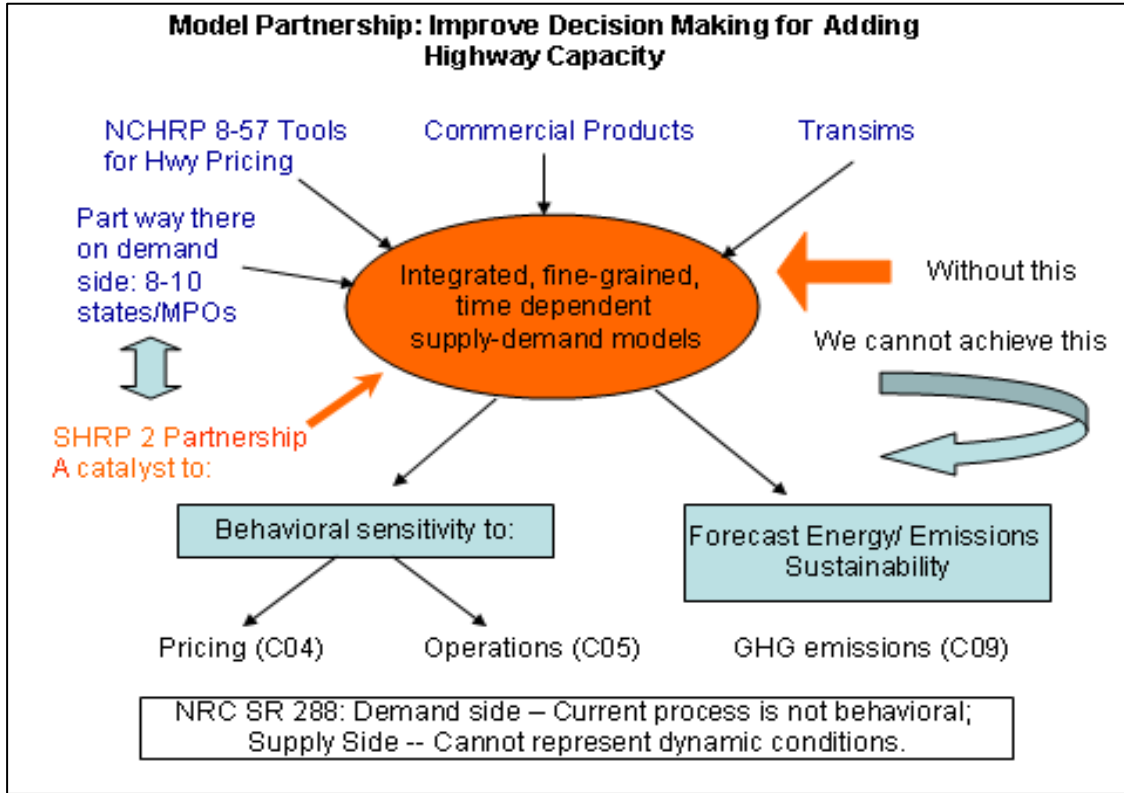 Model Partnership: Improve Decision Making for Adding
Highway Capacity
NCHRP 8-57 Tools
for Hwy Pricing
Commercial Products
Transims
Part way there
on demand
side: 8-10
states/MPOs
Integrated, fine-grained,
time dependent
supply-demand models
Without this
We cannot achieve this
SHRP 2 Partnership
A catalyst to:
Behavioral sensitivity to:
Forecast Energy/ Emissions
Sustainability
Pricing (C04)
Operations (C05)
GHG emissions (C09)
NRC SR 288: Demand side – Current process is not behavioral;
Supply Side -- Cannot represent dynamic conditions.